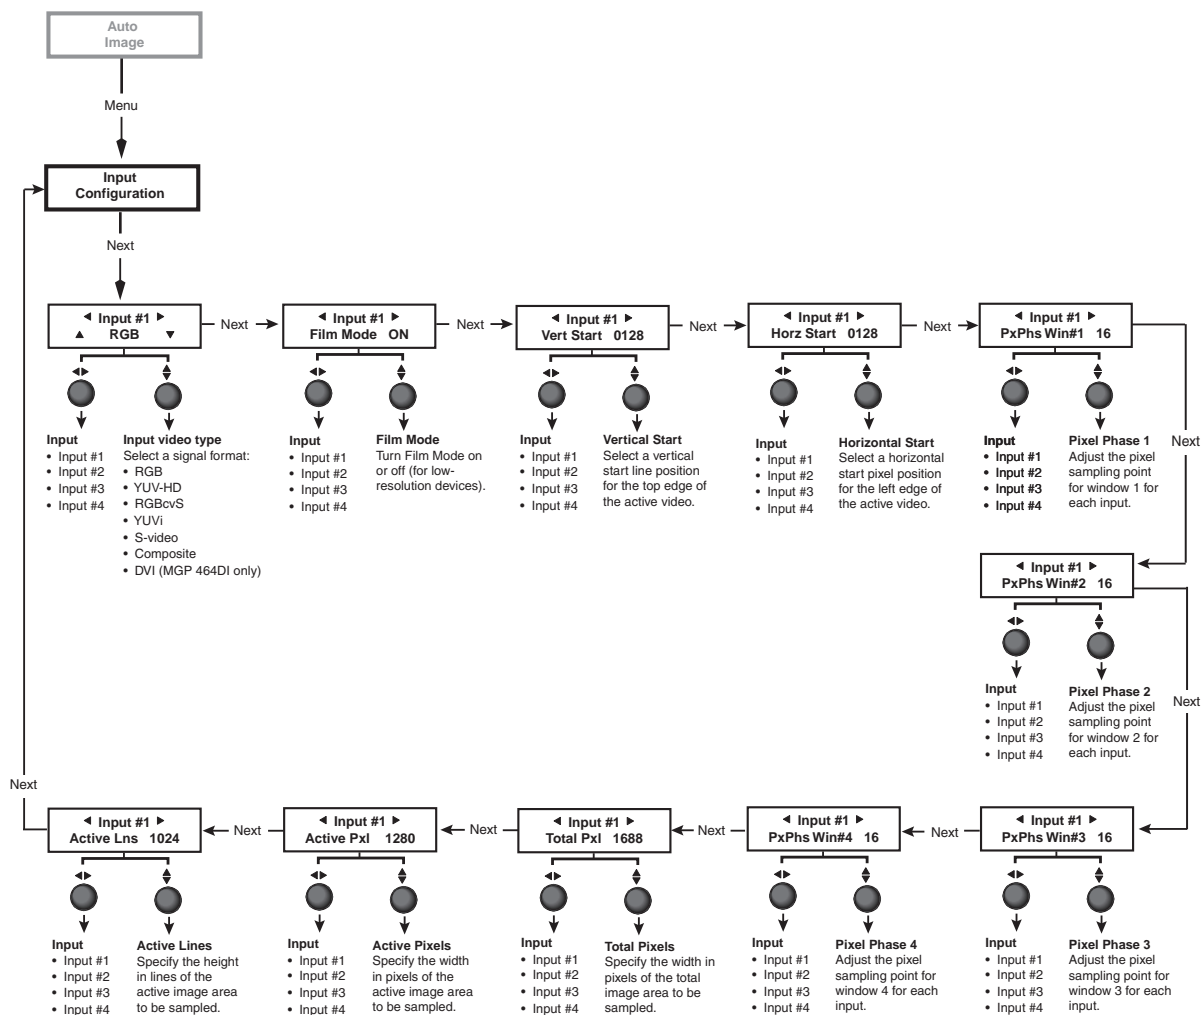 Auto
Image
Menu
Input
Configuration
Next
◄ Input #1 ►
▲ RGB ▼
Next
◄ Input #1 ►
Film Mode ON
Next
◄ Input #1 ►
Vert Start 0128
Next
◄ Input #1 ►
Horz Start 0128
Next
◄ Input #1 ►
PxPhs Win#1 16
Next
Input
• Input #1
• Input #2
• Input #3
• Input #4
Input video type
Select a signal format:
• RGB
• YUV-HD
• RGBcvS
• YUVi
• S-video
• Composite
• DVI (MGP 464DI only)
Input
• Input #1
• Input #2
• Input #3
• Input #4
Film Mode
Turn Film Mode on
or off (for low-
resolution devices).
Input
• Input #1
• Input #2
• Input #3
• Input #4
Vertical Start
Select a vertical
start line position
for the top edge of
the active video.
Input
• Input #1
• Input #2
• Input #3
• Input #4
Horizontal Start
Select a horizontal
start pixel position
for the left edge of
the active video.
Input
• Input #1
• Input #2
• Input #3
• Input #4
Pixel Phase 1
Adjust the pixel
sampling point
for window 1 for
each input.
◄ Input #1 ►
PxPhs Win#2 16
Next
Input
• Input #1
• Input #2
• Input #3
• Input #4
Pixel Phase 2
Adjust the pixel
sampling point
for window 2 for
each input.
Next
◄ Input #1 ►
Active Lns 1024
Next
◄ Input #1 ►
Active Pxl 1280
Next
◄ Input #1 ►
Total Pxl 1688
Next
◄ Input #1 ►
PxPhs Win#4 16
Next
◄ Input #1 ►
PxPhs Win#3 16
Input
• Input #1
• Input #2
• Input #3
• Input #4
Active Lines
Specify the height
in lines of the
active image area
to be sampled.
Input
• Input #1
• Input #2
• Input #3
• Input #4
Active Pixels
Specify the width
in pixels of the
active image area
to be sampled.
Input
• Input #1
• Input #2
• Input #3
• Input #4
Total Pixels
Specify the width in
pixels of the total
image area to be
sampled.
Input
• Input #1
• Input #2
• Input #3
• Input #4
Pixel Phase 4
Adjust the pixel
sampling point for
window 4 for each
input.
Input
• Input #1
• Input #2
• Input #3
• Input #4
Pixel Phase 3
Adjust the pixel
sampling point for
window 3 for each
input.